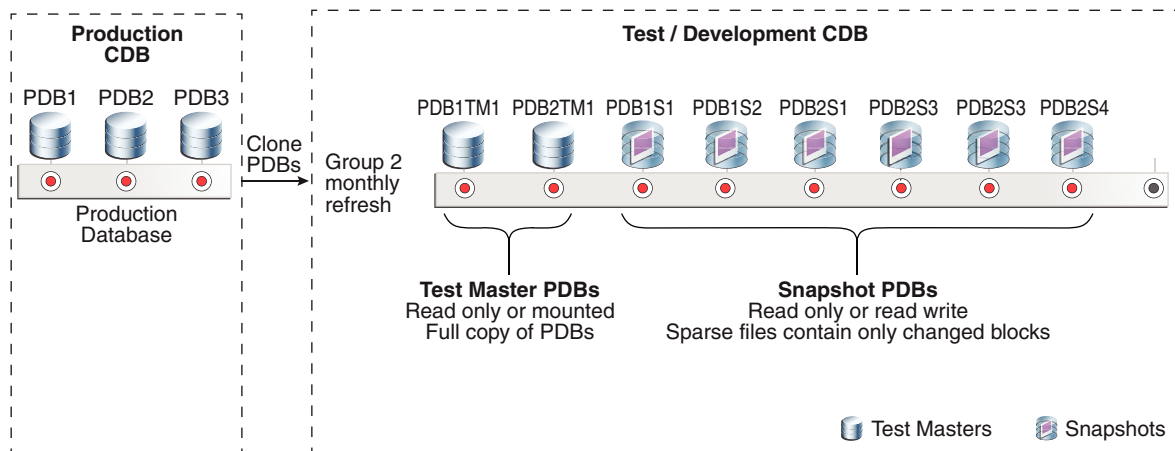 Production
CDB
PDB1 PDB2 PDB3
Production
Database
Clone
PDBs
Test / Development CDB
Group 2
monthly
refresh
PDB1TM1 PDB2TM1 PDB1S1 PDB1S2 PDB2S1 PDB2S3 PDB2S3 PDB2S4
Test Master PDBs
Read only or mounted
Full copy of PDBs
Snapshot PDBs
Read only or read write
Sparse files contain only changed blocks
Test Masters
Snapshots